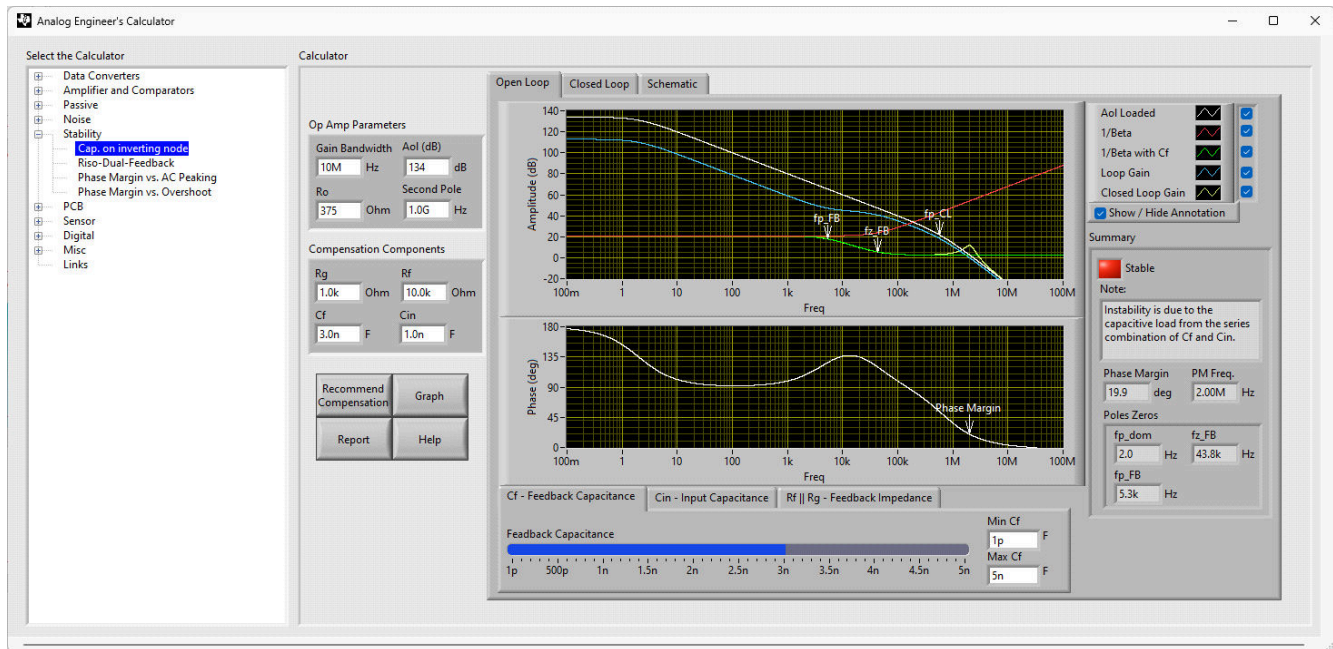 Analog Engineer's Calculator
Select the Calculator
Data Converters
Amplifier and Comparators
Passive
Noise
Stability
Cap. on inverting node
Riso-Dual-Feedback
Phase Margin vs. AC Peaking
Phase Margin vs. Overshoot
PCB
Sensor
Digital
Misc
Links
Calculator
Op Amp Parameters
Gain Bandwidth Aol (dB)
10M Hz 134 dB
Ro Second Pole
375 Ohm 1.0G Hz
Compensation Components
Rg Rf
1.0k Ohm 10.0k Ohm
Cf Cin
3.0n F 1.0n F
Recommend
Compensation
Graph
Report
Help
Open Loop Closed Loop Schematic
Amplitude (dB)
140
120
100
80
60
40
20
0
-20
fp_FB
fz_FB
fp_CL
100m 1 10 100 1k 10k 100k 1M 10M 100M
Freq
Phase (deg)
180
135
90
45
0
Phase Margin
100m 1 10 100 1k 10k 100k 1M 10M 100M
Freq
Cf - Feedback Capacitance Cin - Input Capacitance Rf || Rg - Feedback Impedance
Feadback Capacitance
1p 500p 1n 1.5n 2n 2.5n 3n 3.5n 4n 4.5n 5n
Min Cf
1p F
Max Cf
5n F
Aol Loaded
1/Beta
1/Beta with Cf
Loop Gain
Closed Loop Gain
Show / Hide Annotation
Summary
Stable
Note:
Instability is due to the
capacitive load from the series
combination of Cf and Cin.
Phase Margin PM Freq.
19.9 deg 2.00M Hz
Poles Zeros
fp_dom fz_FB
2.0 Hz 43.8k Hz
fp_FB
5.3k Hz